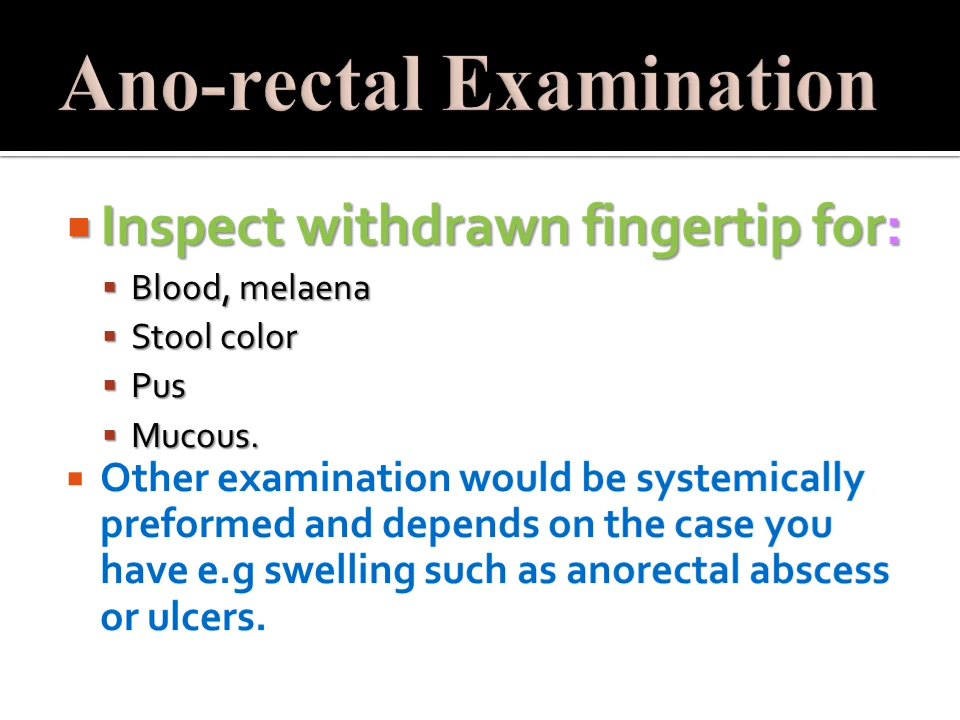 Ano-rectal Examination
Inspect withdrawn fingertip for:
Blood, melaena
Stool color
Pus
Mucous.
Other examination would be systemically
preformed and depends on the case you
have e.g swelling such as anorectal abscess
or ulcers.